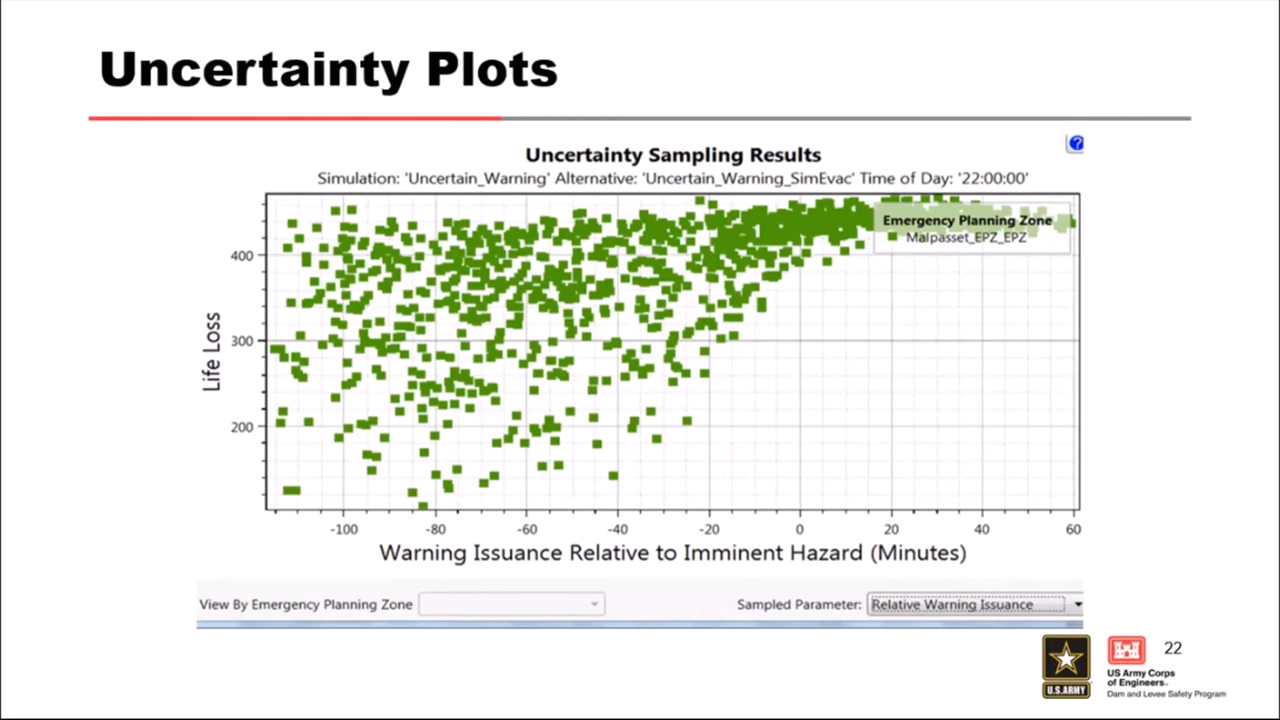 Uncertainty Plots
Uncertainty Sampling Results
?
Simulation: 'Uncertain_Warning' Alternative: 'Uncertain_Warning_SimEvac' Time of Day: '22:00:00'
Emergency Planning Zone
Malpasset_EPZ_EPZ
Life Loss
400
300
200
-100 -80 -60 -40 -20 0 20 40 60
Warning Issuance Relative to Imminent Hazard (Minutes)
View By Emergency Planning Zone
Sampled Parameter: Relative Warning Issuance
U.S.ARMY
US Army Corps
of Engineers.
Dam and Levee Safety Program
22